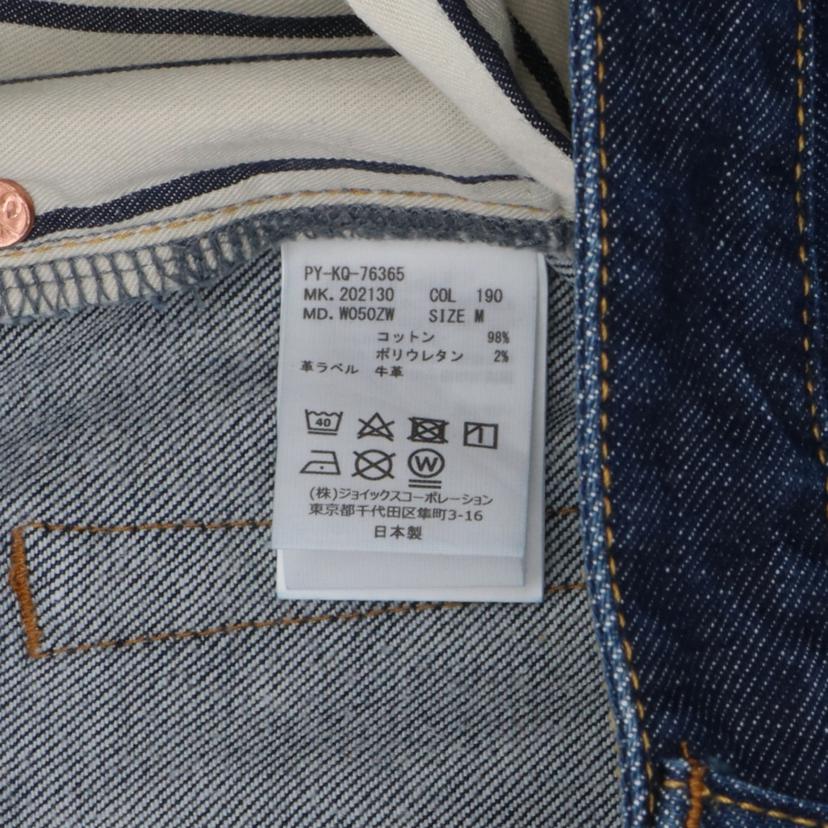 PY-KQ-76365
MK. 202130 COL 190
MD. W050ZW SIZE M
コットン 98%
ポリウレタン 2%
革ラベル 牛革
40
W
(株)ジョイックスコーポレーション
東京都千代田区隼町3-16
日本製